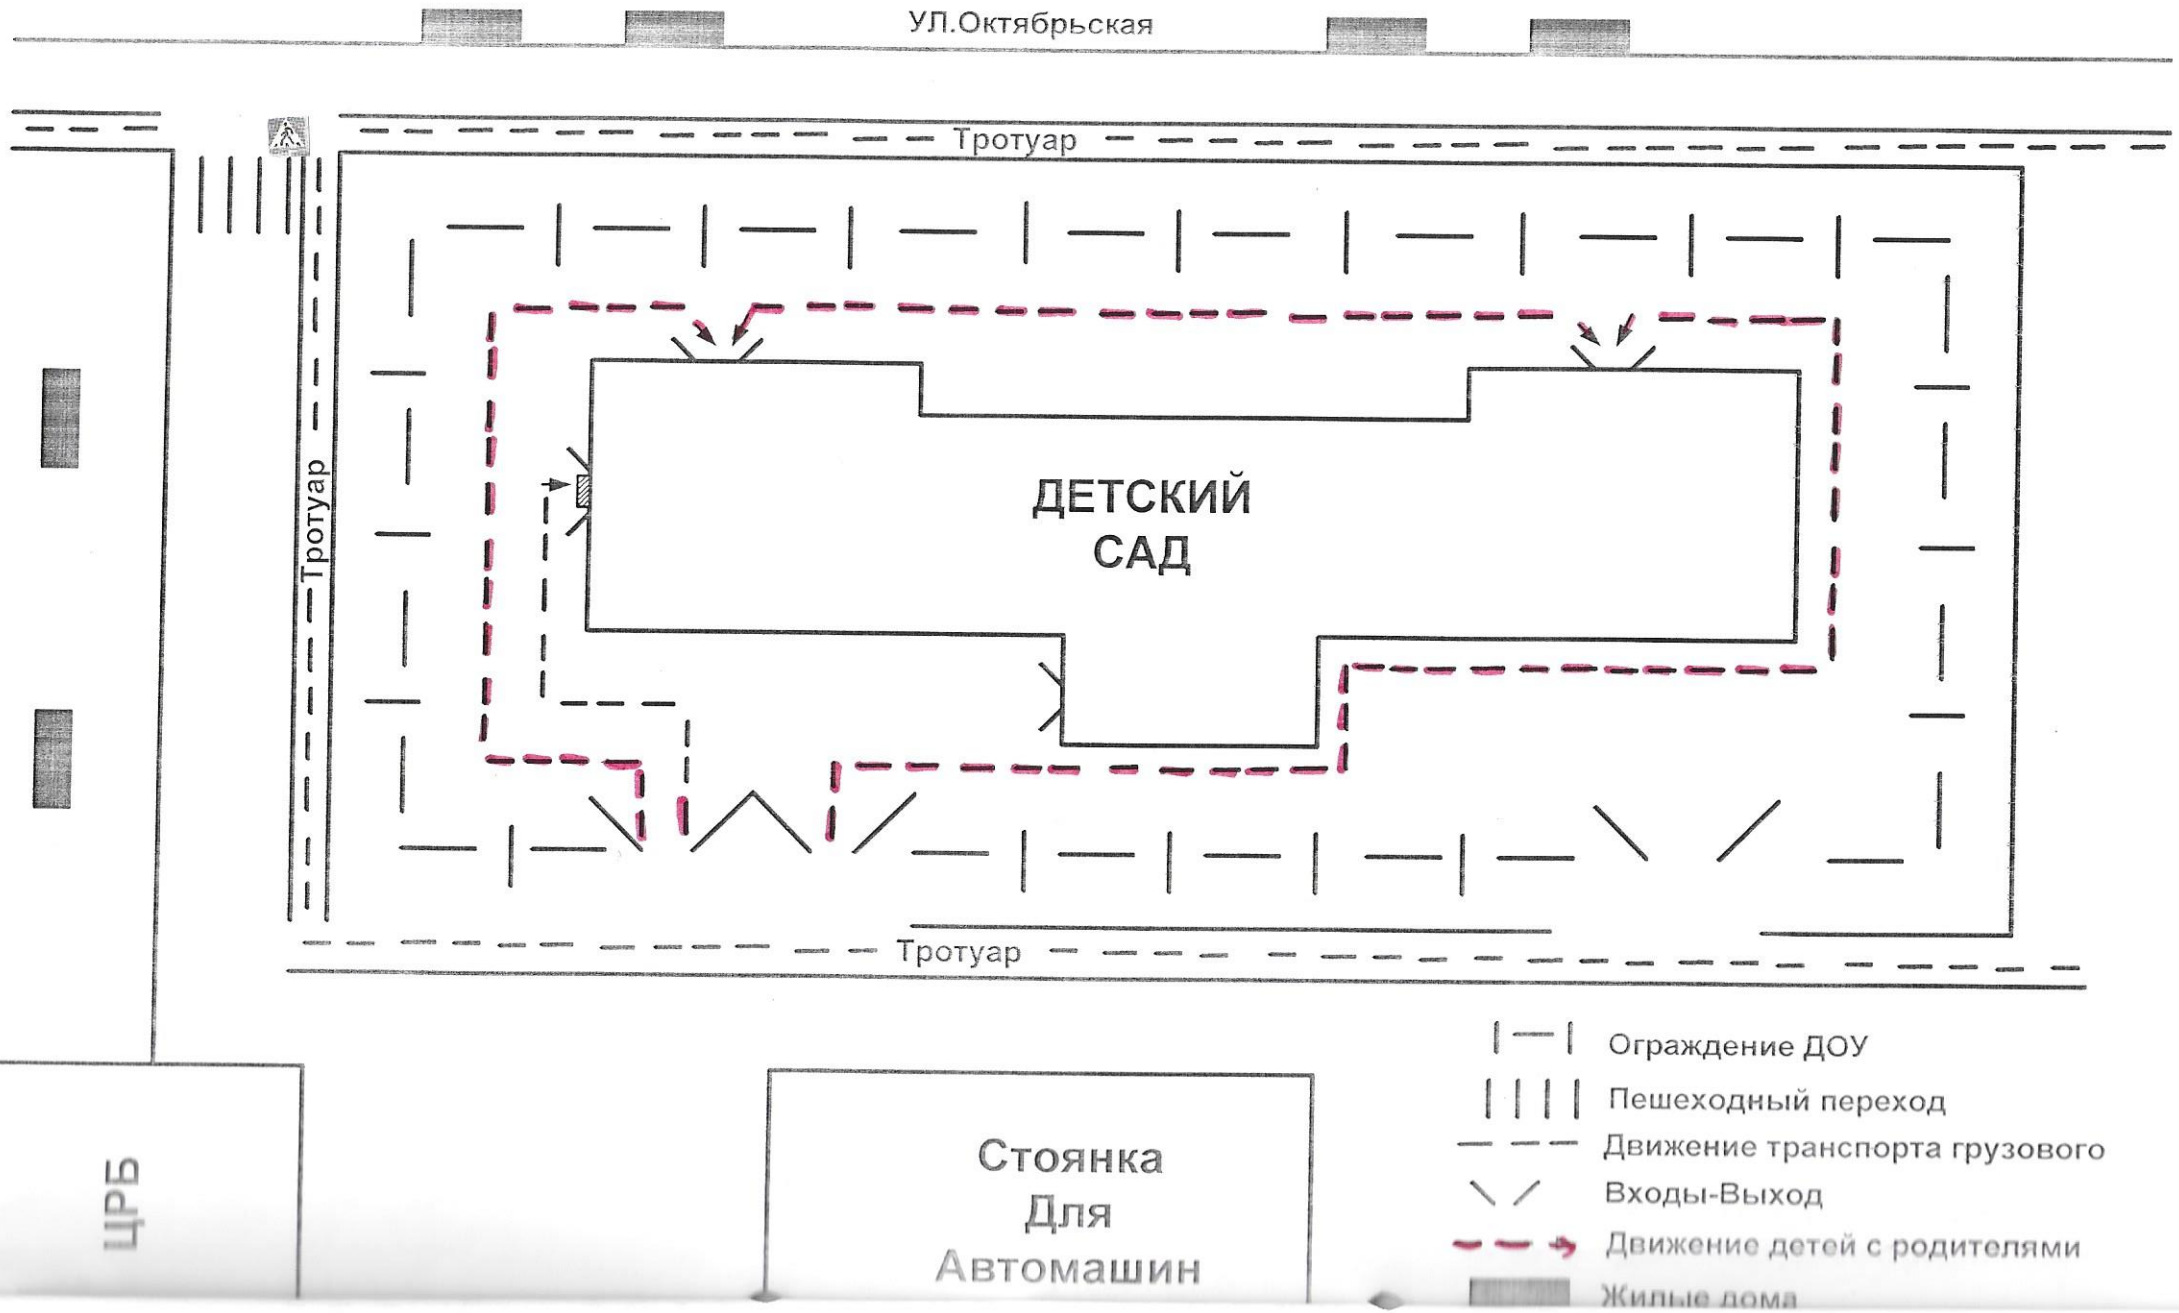 УЛ.Октябрьская
Тротуар
Тротуар
ДЕТСКИЙ
САД
Тротуар
ЦРБ
Стоянка
Для
Автомашин
Ограждение ДОУ
Пешеходный переход
Движение транспорта грузового
Входы-Выход
Движение детей с родителями
Жилые дома